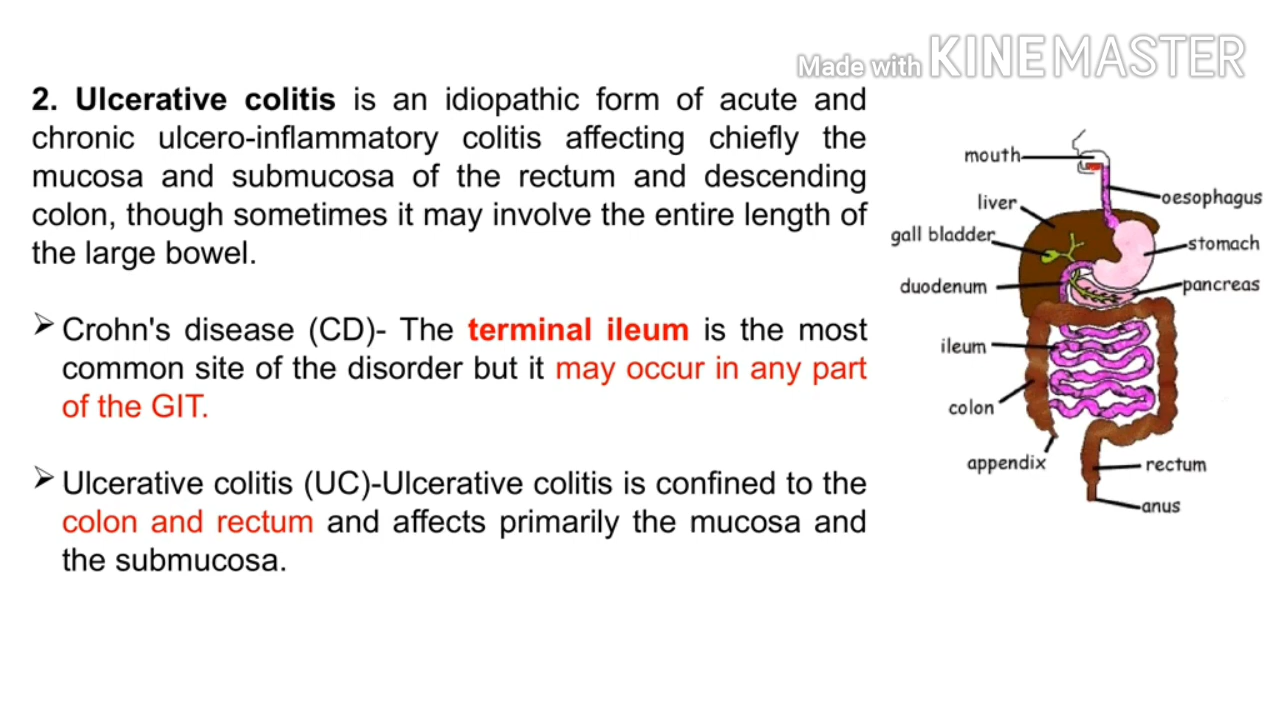 Made with KINEMASTER
2. Ulcerative colitis is an idiopathic form of acute and
chronic ulcero-inflammatory colitis affecting chiefly the
mucosa and submucosa of the rectum and descending
colon, though sometimes it may involve the entire length of
the large bowel.
➢ Crohn's disease (CD)- The terminal ileum is the most
common site of the disorder but it may occur in any part
of the GIT.
➢ Ulcerative colitis (UC)-Ulcerative colitis is confined to the
colon and rectum and affects primarily the mucosa and
the submucosa.
mouth
oesophagus
liver
gall bladder
stomach
duodenum
pancreas
ileum
colon
appendix
rectum
anus